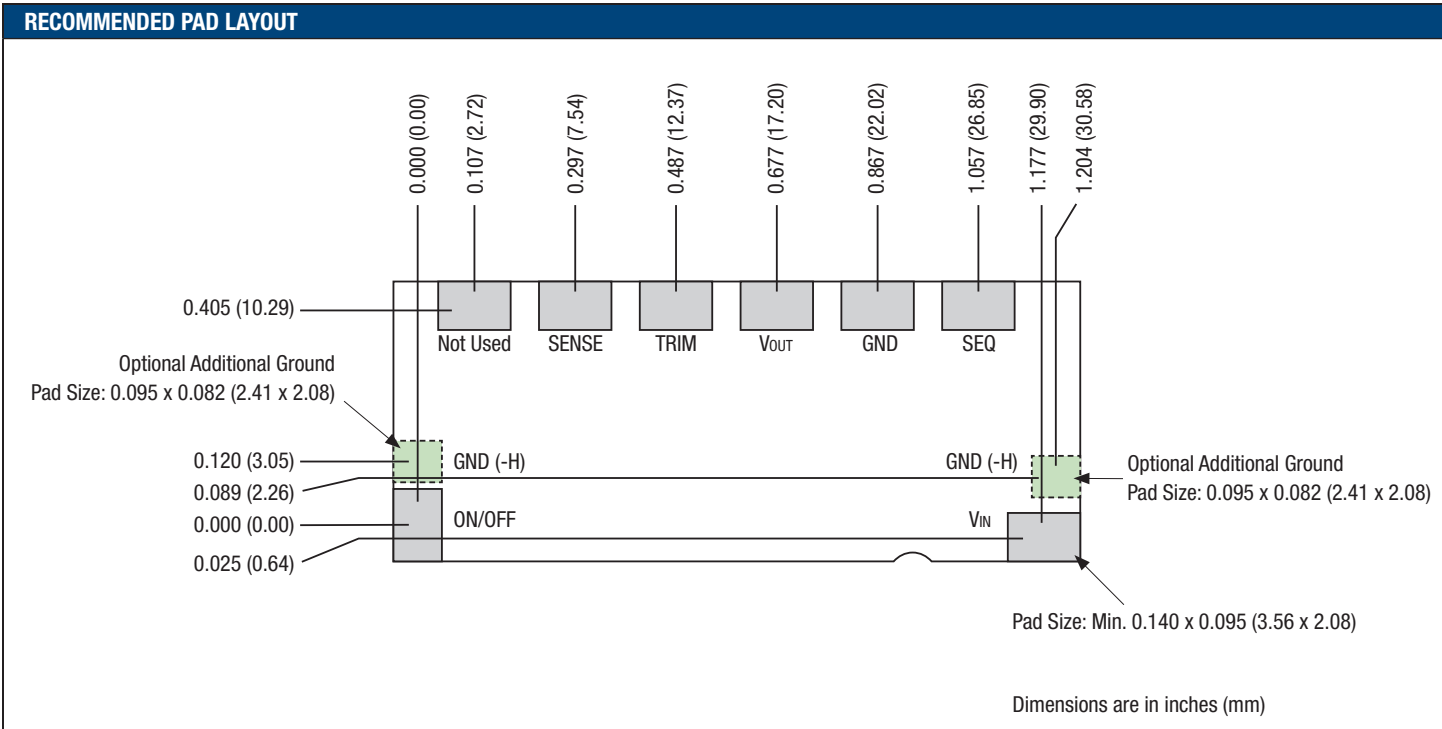 RECOMMENDED PAD LAYOUT
0.000 (0.00)
0.107 (2.72)
0.297 (7.54)
0.487 (12.37)
0.677 (17.20)
0.867 (22.02)
1.057 (26.85)
1.177 (29.90)
1.204 (30.58)
0.405 (10.29)
Not Used SENSE TRIM VOUT GND SEQ
Optional Additional Ground
Pad Size: 0.095 x 0.082 (2.41 x 2.08)
0.120 (3.05)
GND (-H)
GND (-H)
Optional Additional Ground
Pad Size: 0.095 x 0.082 (2.41 x 2.08)
0.089 (2.26)
0.000 (0.00)
ON/OFF
VIN
0.025 (0.64)
Pad Size: Min. 0.140 x 0.095 (3.56 x 2.08)
Dimensions are in inches (mm)